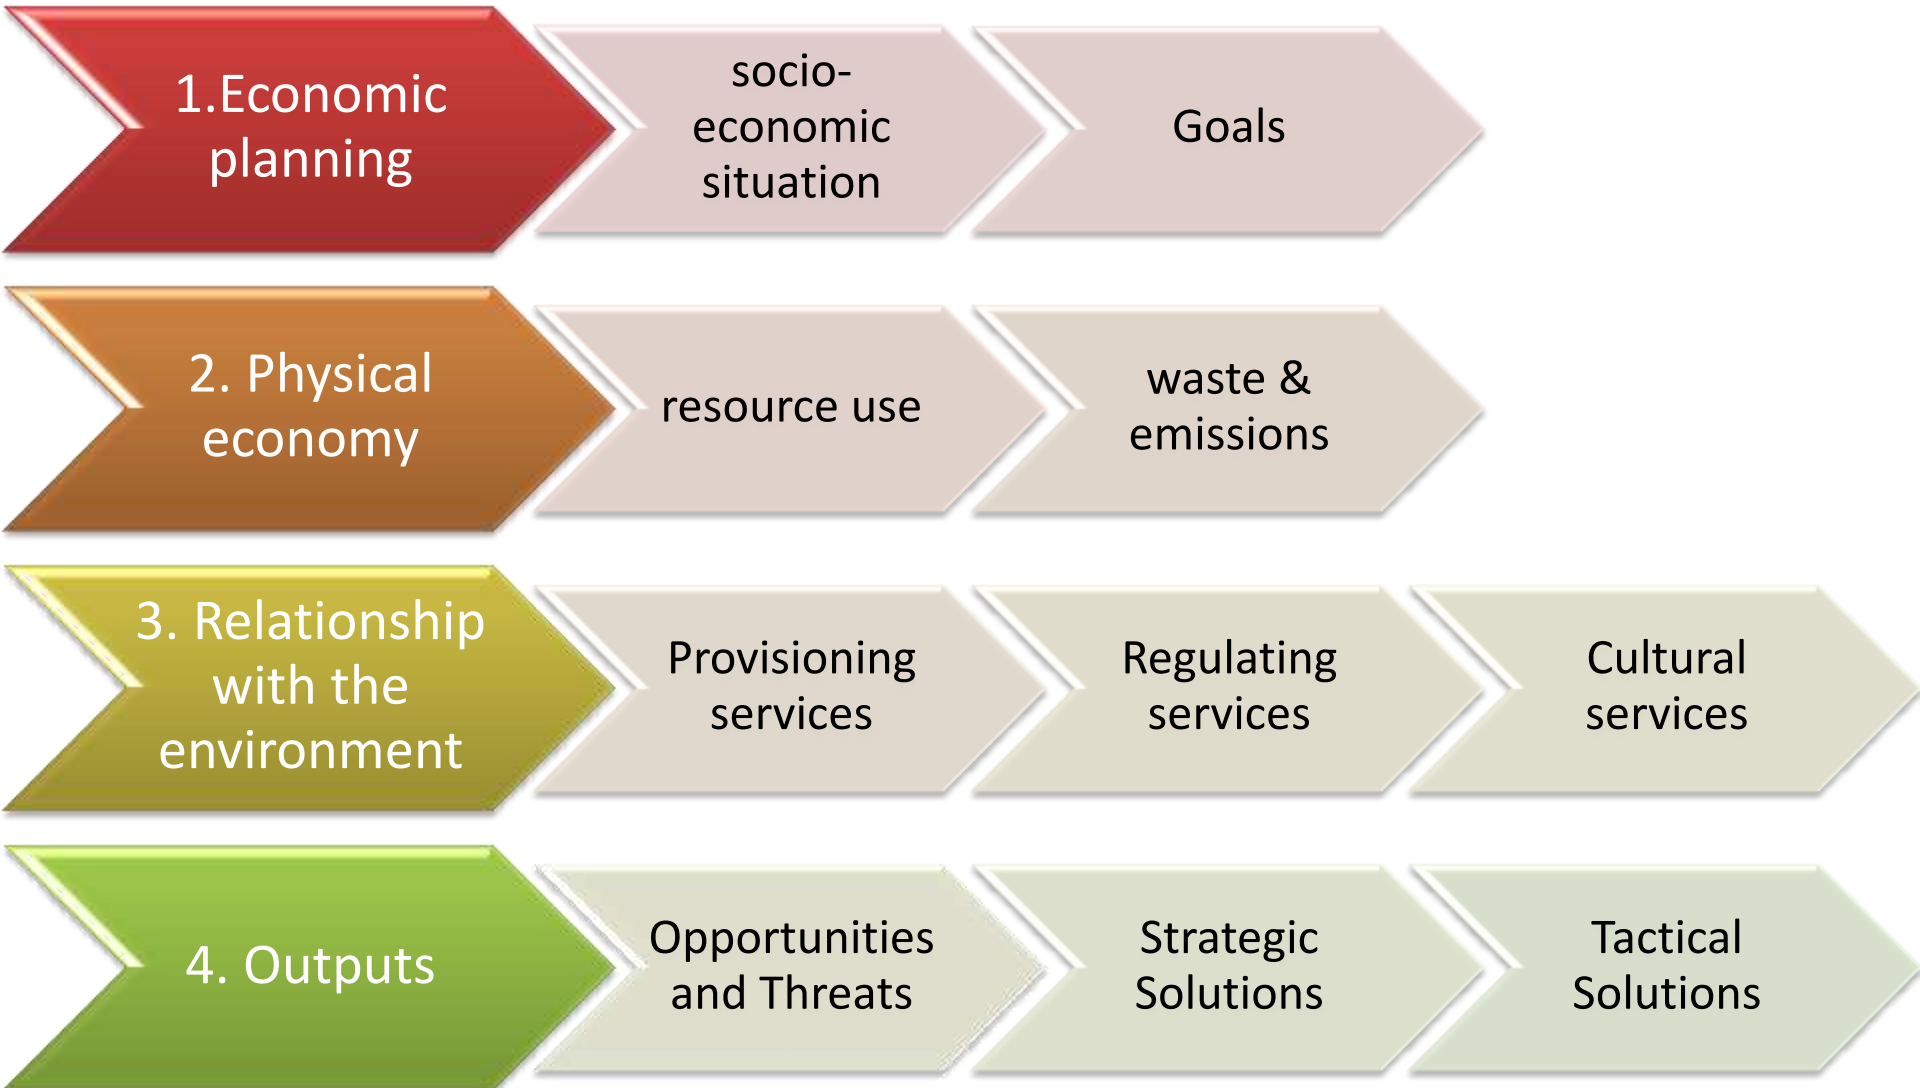 1.Economic
planning
socio-
economic
situation
Goals
2. Physical
economy
resource use
waste &
emissions
3. Relationship
with the
environment
Provisioning
services
Regulating
services
Cultural
services
4. Outputs
Opportunities
and Threats
Strategic
Solutions
Tactical
Solutions